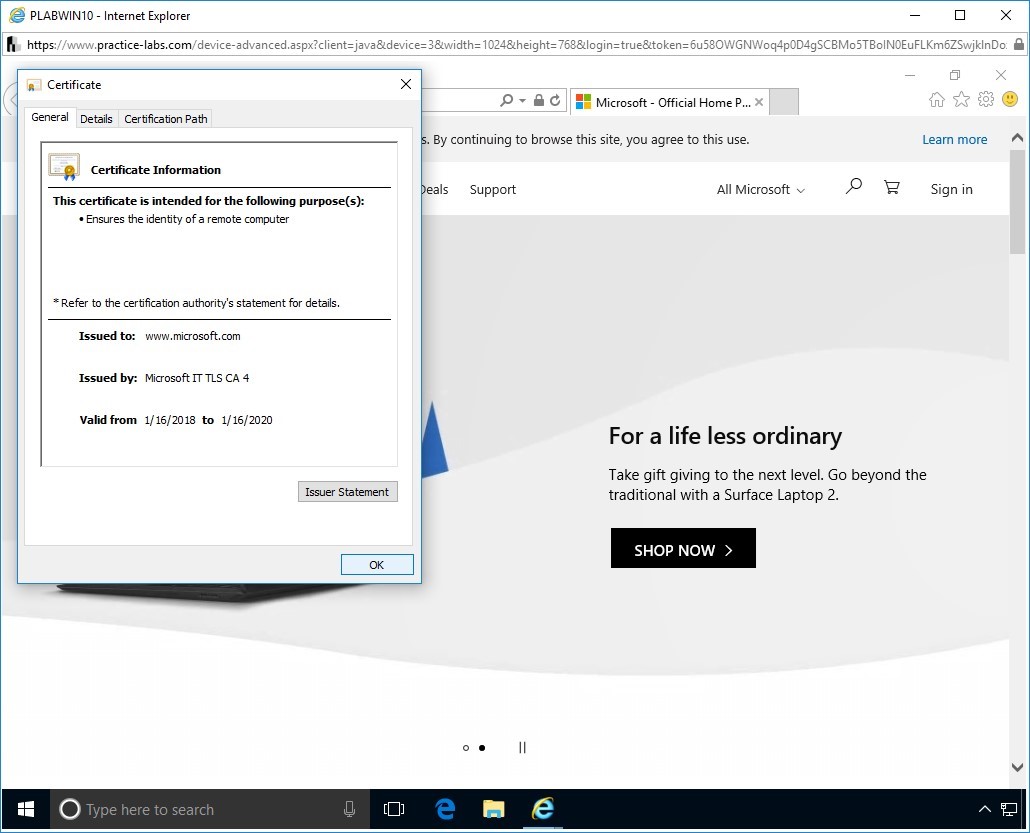 PLABWIN10 - Internet Explorer
https://www.practice-labs.com/device-advanced.aspx?client=java&device=3&width=1024&height=768&login=true&token=
Certificate
Microsoft - Official Home P...
General Details Certification Path
s. By continuing to browse this site, you agree to this use. Learn more
Certificate Information
Deals Support All Microsoft Sign in
This certificate is intended for the following purpose(s):
• Ensures the identity of a remote computer
* Refer to the certification authority's statement for details.
Issued to: www.microsoft.com
Issued by: Microsoft IT TLS CA 4
Valid from 1/16/2018 to 1/16/2020
Issuer Statement
OK
For a life less ordinary
Take gift giving to the next level. Go beyond the
traditional with a Surface Laptop 2.
SHOP NOW
Type here to search